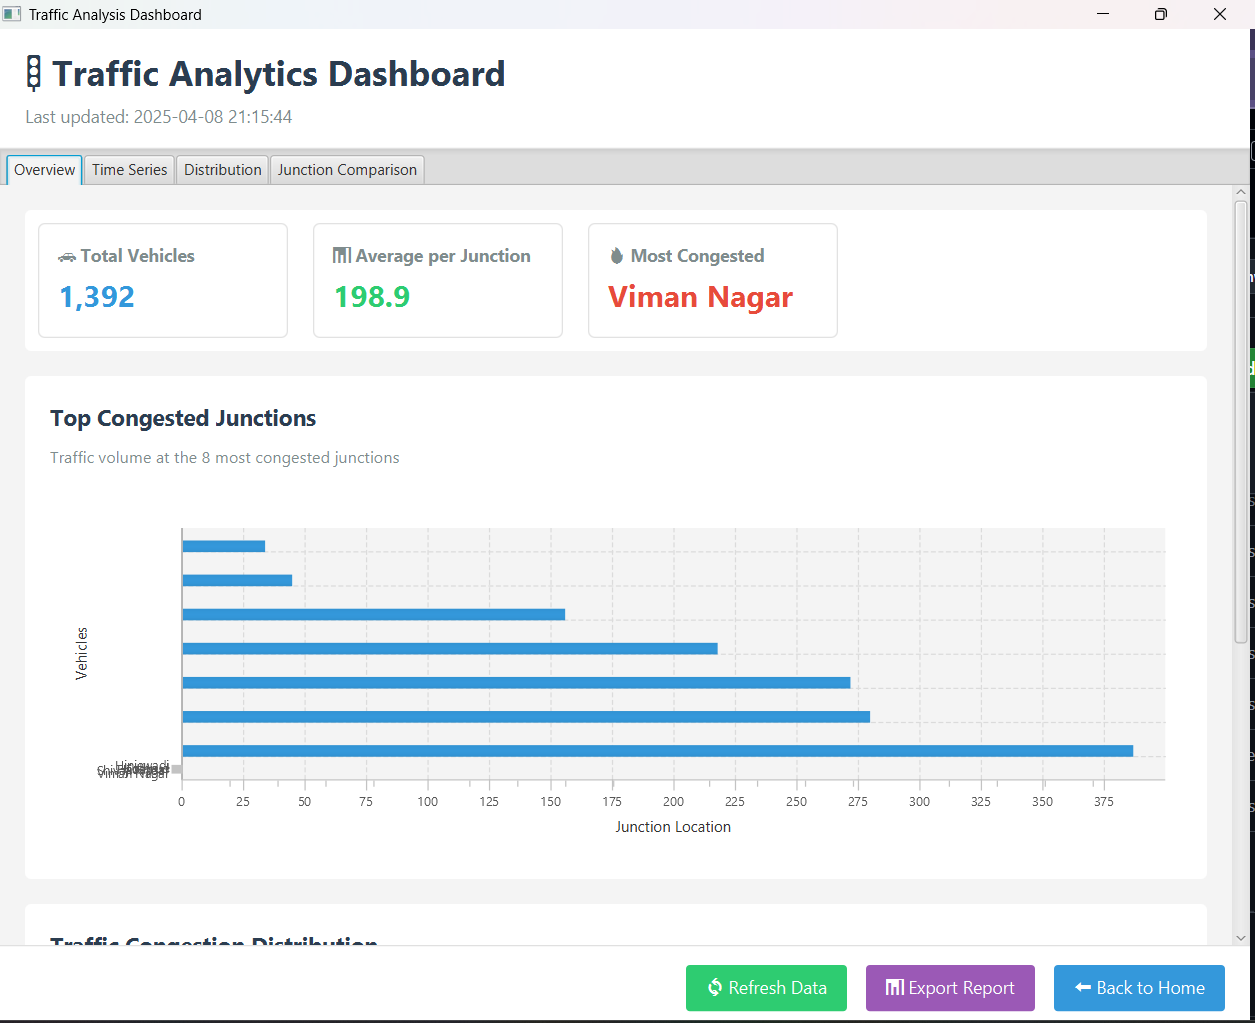 Traffic Analysis Dashboard
Traffic Analytics Dashboard
Last updated: 2025-04-08 21:15:44
Overview Time Series Distribution Junction Comparison
Total Vehicles Average per Junction Most Congested
1,392 198.9 Viman Nagar
Top Congested Junctions
Traffic volume at the 8 most congested junctions
Vehicles
Hinjewadi
Viman Nagar
0 25 50 75 100 125 150 175 200 225 250 275 300 325 350 375
Junction Location
Traffic Congestion Distribution
Refresh Data Export Report Back to Home